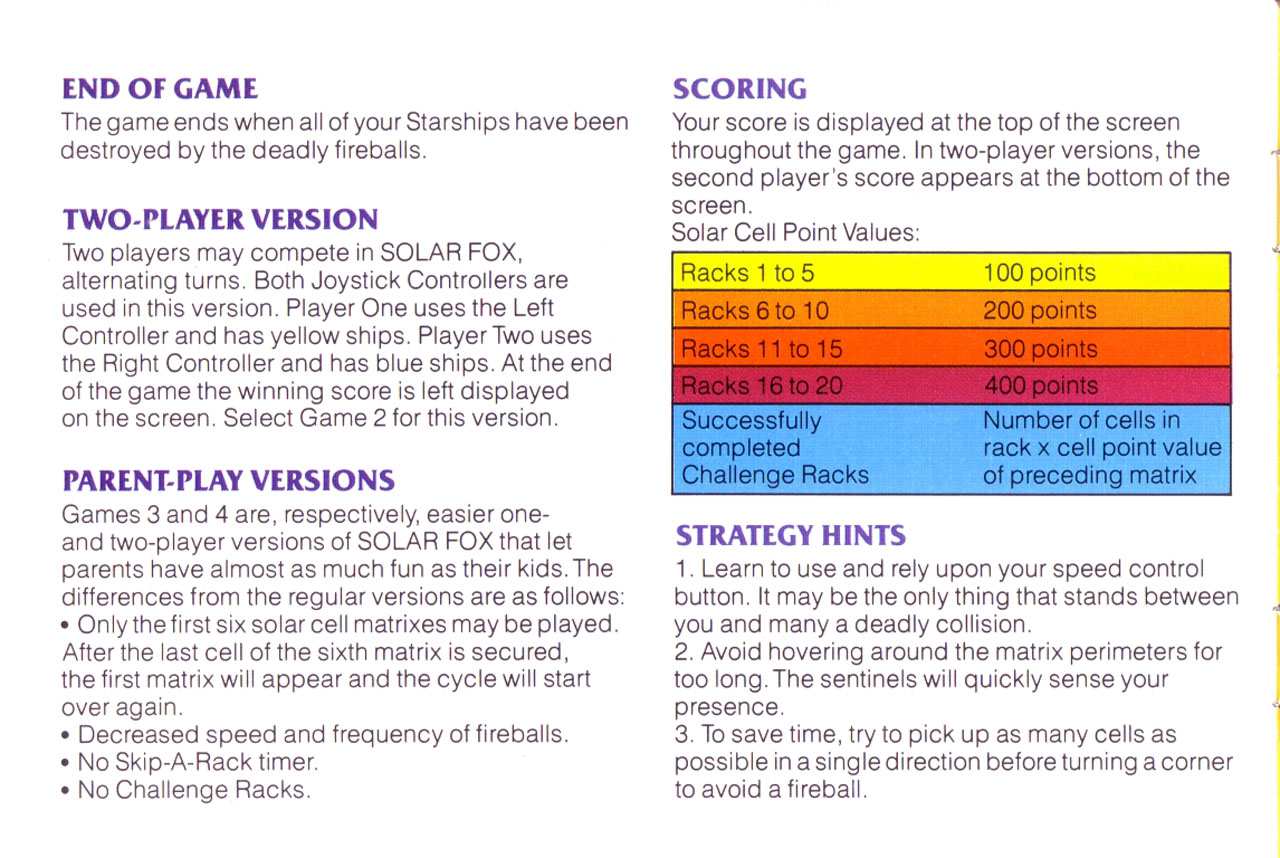 END OF GAME
The game ends when all of your Starships have been
destroyed by the deadly fireballs.
TWO-PLAYER VERSION
Two players may compete in SOLAR FOX,
alternating turns. Both Joystick Controllers are
used in this version. Player One uses the Left
Controller and has yellow ships. Player Two uses
the Right Controller and has blue ships. At the end
of the game the winning score is left displayed
on the screen. Select Game 2 for this version.
PARENT-PLAY VERSIONS
Games 3 and 4 are, respectively, easier one-
and two-player versions of SOLAR FOX that let
parents have almost as much fun as their kids. The
differences from the regular versions are as follows:
• Only the first six solar cell matrixes may be played.
After the last cell of the sixth matrix is secured,
the first matrix will appear and the cycle will start
over again.
• Decreased speed and frequency of fireballs.
• No Skip-A-Rack timer.
• No Challenge Racks.
SCORING
Your score is displayed at the top of the screen
throughout the game. In two-player versions, the
second player's score appears at the bottom of the
screen.
Solar Cell Point Values:
Racks 1 to 5 100 points
Racks 6 to 10 200 points
Racks 11 to 15 300 points
Racks 16 to 20 400 points
Successfully Number of cells in
completed rack x cell point value
Challenge Racks of preceding matrix
STRATEGY HINTS
1. Learn to use and rely upon your speed control
button. It may be the only thing that stands between
you and many a deadly collision.
2. Avoid hovering around the matrix perimeters for
too long. The sentinels will quickly sense your
presence.
3. To save time, try to pick up as many cells as
possible in a single direction before turning a corner
to avoid a fireball.